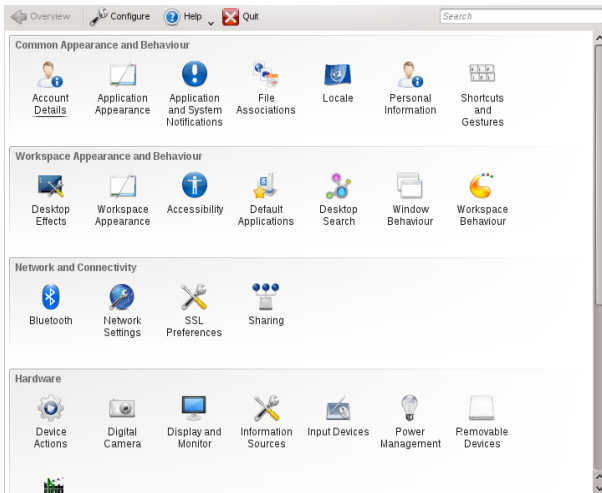 Overview Configure Help Quit Search
Common Appearance and Behaviour
Account Details
Application Appearance
Application and System Notifications
File Associations
Locale
Personal Information
Shortcuts and Gestures
Workspace Appearance and Behaviour
Desktop Effects
Workspace Appearance
Accessibility
Default Applications
Desktop Search
Window Behaviour
Workspace Behaviour
Network and Connectivity
Bluetooth
Network Settings
SSL Preferences
Sharing
Hardware
Device Actions
Digital Camera
Display and Monitor
Information Sources
Input Devices
Power Management
Removable Devices